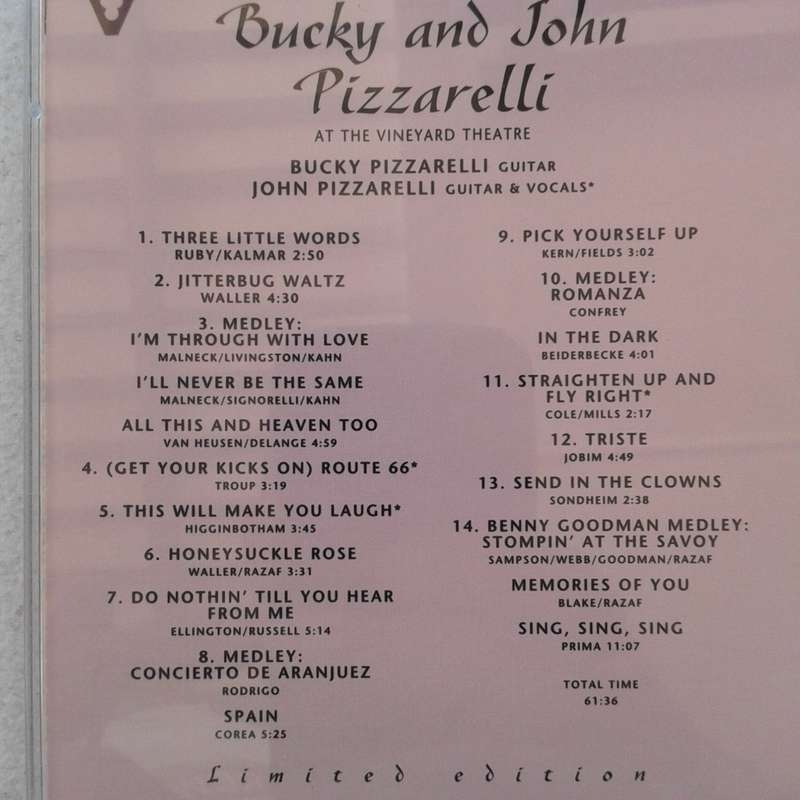 Bucky and John
Pizzarelli
AT THE VINEYARD THEATRE
BUCKY PIZZARELLI GUITAR
JOHN PIZZARELLI GUITAR & VOCALS*
1. THREE LITTLE WORDS
RUBY/KALMAR 2:50
2. JITTERBUG WALTZ
WALLER 4:30
3. MEDLEY:
I'M THROUGH WITH LOVE
MALNECK/LIVINGSTON/KAHN
I'LL NEVER BE THE SAME
MALNECK/SIGNORELLI/KAHN
ALL THIS AND HEAVEN TOO
VAN HEUSEN/DELANGE 4:59
4. (GET YOUR KICKS ON) ROUTE 66*
TROUP 3:19
5. THIS WILL MAKE YOU LAUGH*
HIGGINBOTHAM 3:45
6. HONEYSUCKLE ROSE
WALLER/RAZAF 3:31
7. DO NOTHIN' TILL YOU HEAR
FROM ME
ELLINGTON/RUSSELL 5:14
8. MEDLEY:
CONCIERTO DE ARANJUEZ
RODRIGO
SPAIN
COREA 5:25
9. PICK YOURSELF UP
KERN/FIELDS 3:02
10. MEDLEY:
ROMANZA
CONFREY
IN THE DARK
BEIDERBECKE 4:01
11. STRAIGHTEN UP AND
FLY RIGHT*
COLE/MILLS 2:17
12. TRISTE
JOBIM 4:49
13. SEND IN THE CLOWNS
SONDHEIM 2:38
14. BENNY GOODMAN MEDLEY:
STOMPIN' AT THE SAVOY
SAMPSON/WEBB/GOODMAN/RAZAF
MEMORIES OF YOU
BLAKE/RAZAF
SING, SING, SING
PRIMA 11:07
TOTAL TIME
61:36
Limited edition